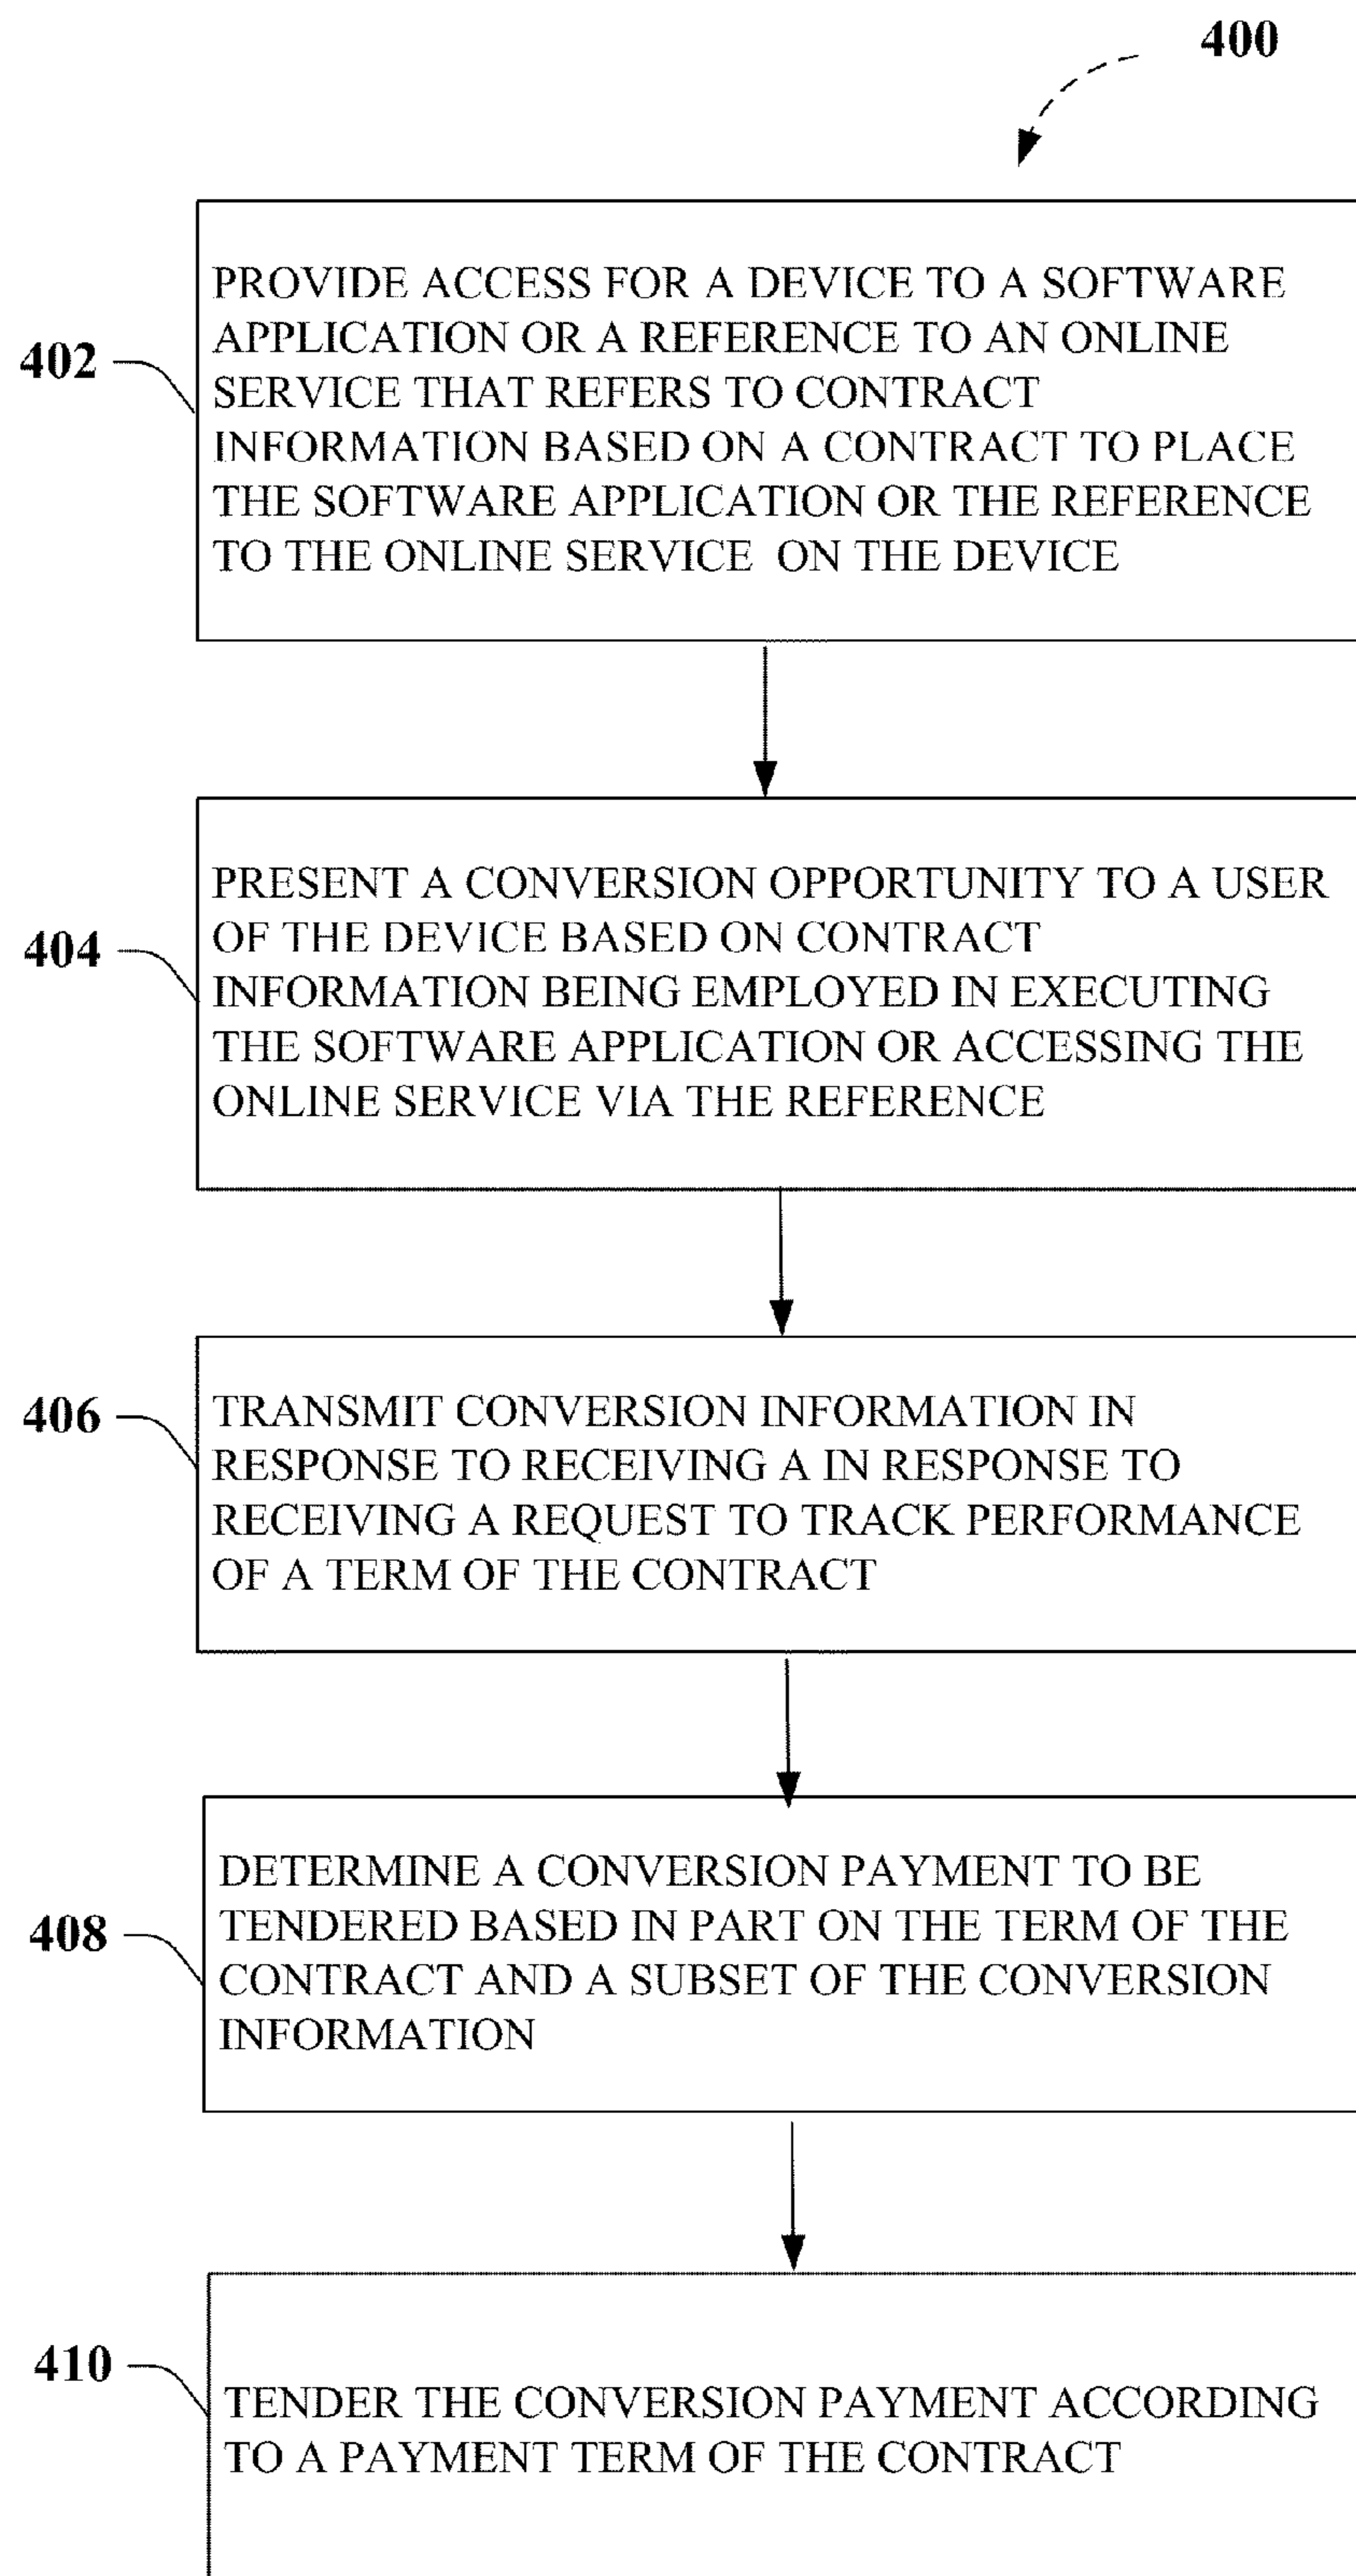 400
402
PROVIDE ACCESS FOR A DEVICE TO A SOFTWARE
APPLICATION OR A REFERENCE TO AN ONLINE
SERVICE THAT REFERS TO CONTRACT
INFORMATION BASED ON A CONTRACT TO PLACE
THE SOFTWARE APPLICATION OR THE REFERENCE
TO THE ONLINE SERVICE ON THE DEVICE
404
PRESENT A CONVERSION OPPORTUNITY TO A USER
OF THE DEVICE BASED ON CONTRACT
INFORMATION BEING EMPLOYED IN EXECUTING
THE SOFTWARE APPLICATION OR ACCESSING THE
ONLINE SERVICE VIA THE REFERENCE
406
TRANSMIT CONVERSION INFORMATION IN
RESPONSE TO RECEIVING A IN RESPONSE TO
RECEIVING A REQUEST TO TRACK PERFORMANCE
OF A TERM OF THE CONTRACT
408
DETERMINE A CONVERSION PAYMENT TO BE
TENDERED BASED IN PART ON THE TERM OF THE
CONTRACT AND A SUBSET OF THE CONVERSION
INFORMATION
410
TENDER THE CONVERSION PAYMENT ACCORDING
TO A PAYMENT TERM OF THE CONTRACT